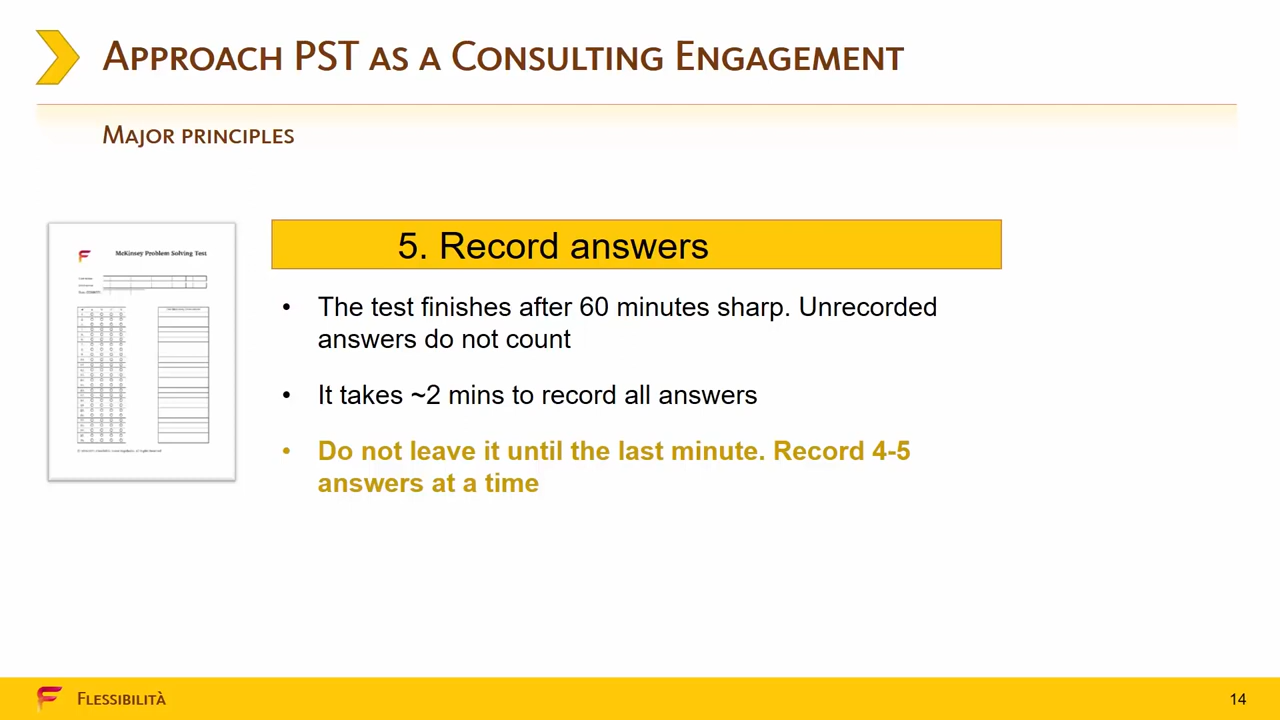 Approach PST as a Consulting Engagement
Major principles
McKinney Problem Solving Test
5. Record answers
• The test finishes after 60 minutes sharp. Unrecorded
answers do not count
• It takes ~2 mins to record all answers
• Do not leave it until the last minute. Record 4-5
answers at a time
Flessibilità
14